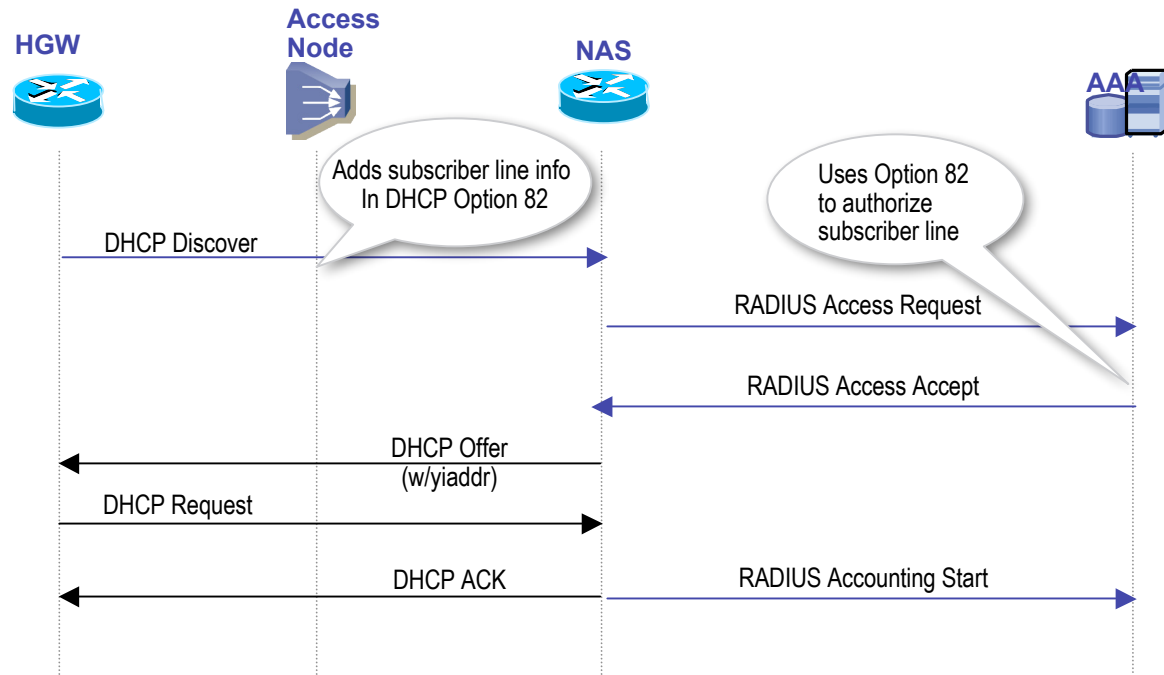 HGW
Access
Node
NAS
AAA
Adds subscriber line info
In DHCP Option 82
Uses Option 82
to authorize
subscriber line
DHCP Discover
RADIUS Access Request
RADIUS Access Accept
DHCP Offer
(w/yiaddr)
DHCP Request
DHCP ACK
RADIUS Accounting Start